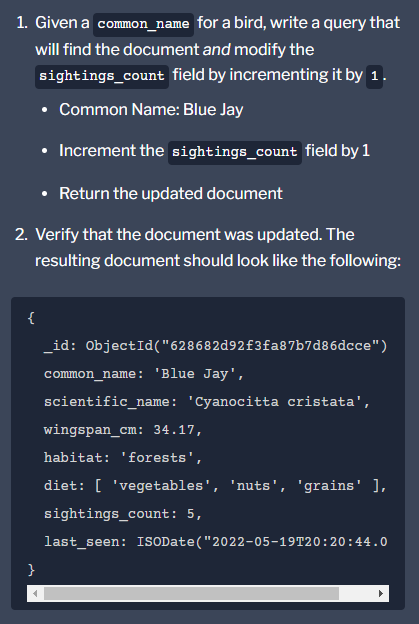 1. Given a common_name for a bird, write a query that
will find the document and modify the
sightings_count field by incrementing it by 1 .
• Common Name: Blue Jay
• Increment the sightings_count field by 1
• Return the updated document
2. Verify that the document was updated. The
resulting document should look like the following:
{
_id: ObjectId("628682d92f3fa87b7d86dcce")
common_name: 'Blue Jay',
scientific_name: 'Cyanocitta cristata',
wingspan_cm: 34.17,
habitat: 'forests',
diet: [ 'vegetables', 'nuts', 'grains' ],
sightings_count: 5,
last_seen: ISODate("2022-05-19T20:20:44.0
}